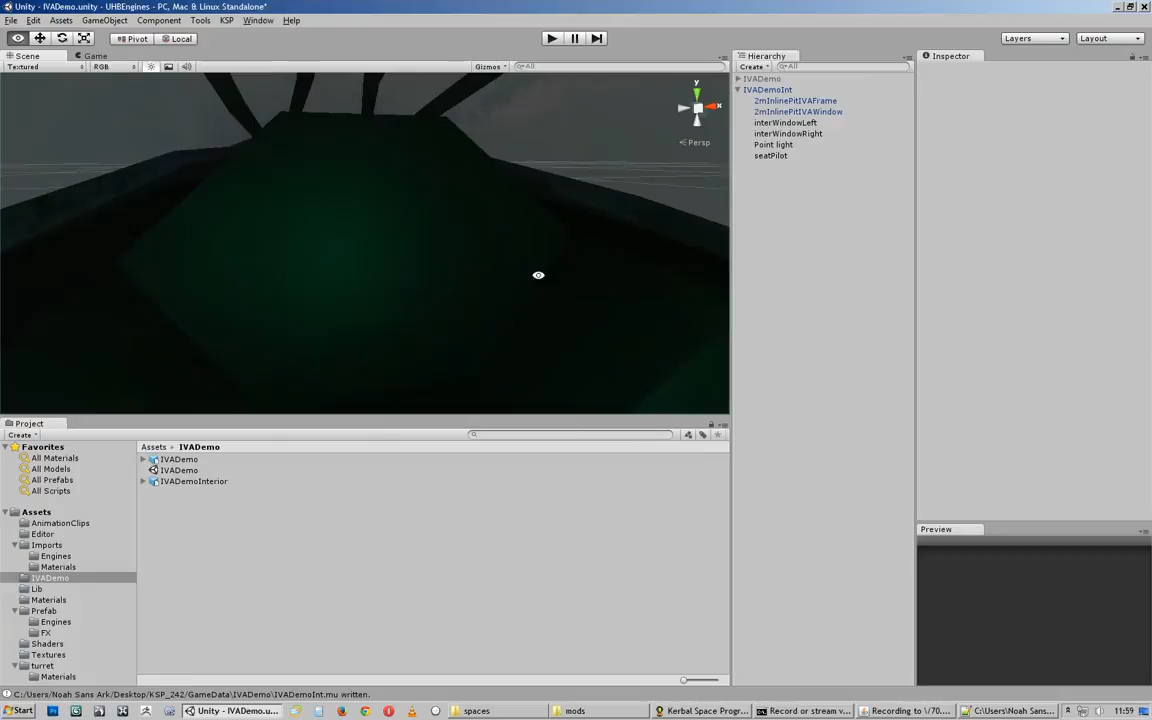 Unity - IVADemo.unity - UHBEngines - PC, Mac & Linux Standalone*
File Edit Assets GameObject Component Tools KSP Window Help
Pivot Local Layers Layout
Scene Game
Textured RGB Gizmos All
y
x
Persp
Hierarchy
Create All
IVADemo
IVADemoInt
2mInlinePitIVAFrame
2mInlinePitIVAWindow
interWindowLeft
interWindowRight
Point light
seatPilot
Inspector
Preview
Project
Create
Favorites
All Materials
All Models
All Prefabs
All Scripts
Assets
AnimationClips
Editor
Imports
Engines
Materials
IVADemo
Lib
Materials
Prefab
Engines
FX
Shaders
Textures
turret
Materials
Assets IVADemo
IVADemo
IVADemo
IVADemoInterior
C:/Users/Noah Sans Ark/Desktop/KSP_242/GameData/IVADemo/IVADemoInt.mu written.
Start Unity - IVADemo.u... spaces mods Kerbal Space Progr... Record or stream v... Recording to \/70... C:\Users\Noah Sans... 11:59